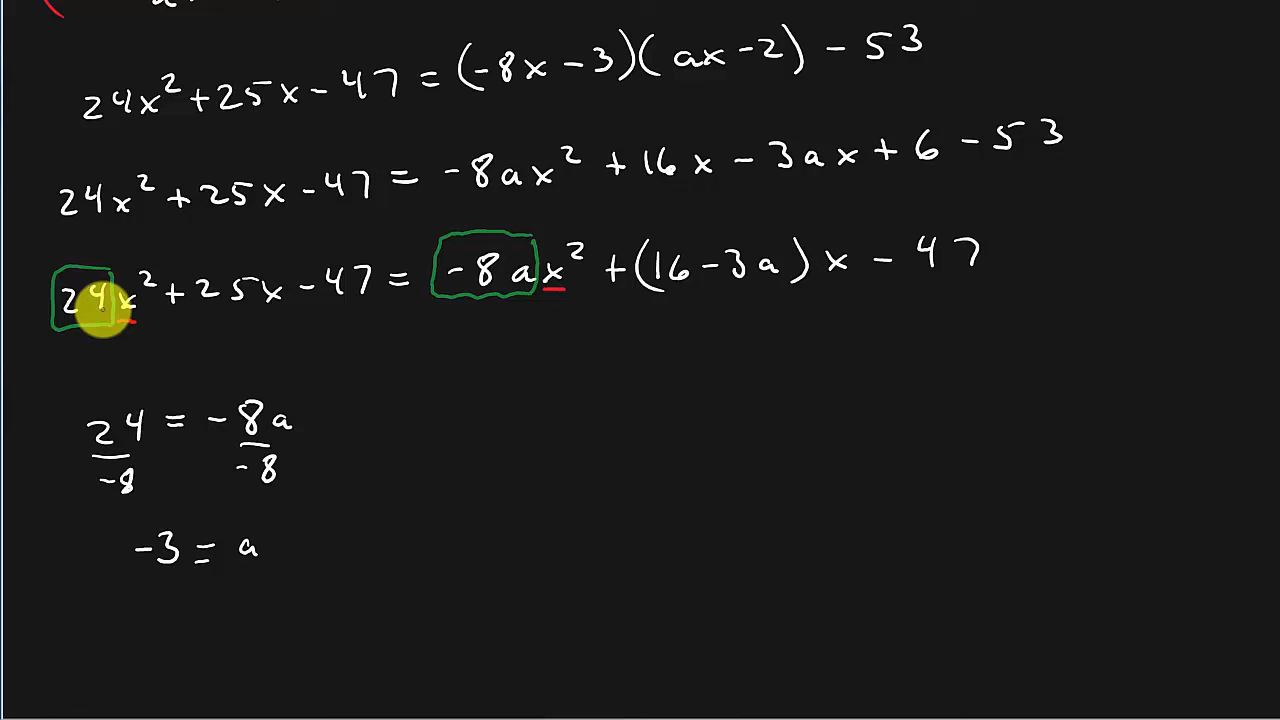 24x² + 25x - 47 = (-8x - 3)(ax - 2) - 53
24x² + 25x - 47 = -8ax² + 16x - 3ax + 6 - 53
24x² + 25x - 47 = -8ax² + (16 - 3a)x - 47
24 = -8a
-8 -8
-3 = a